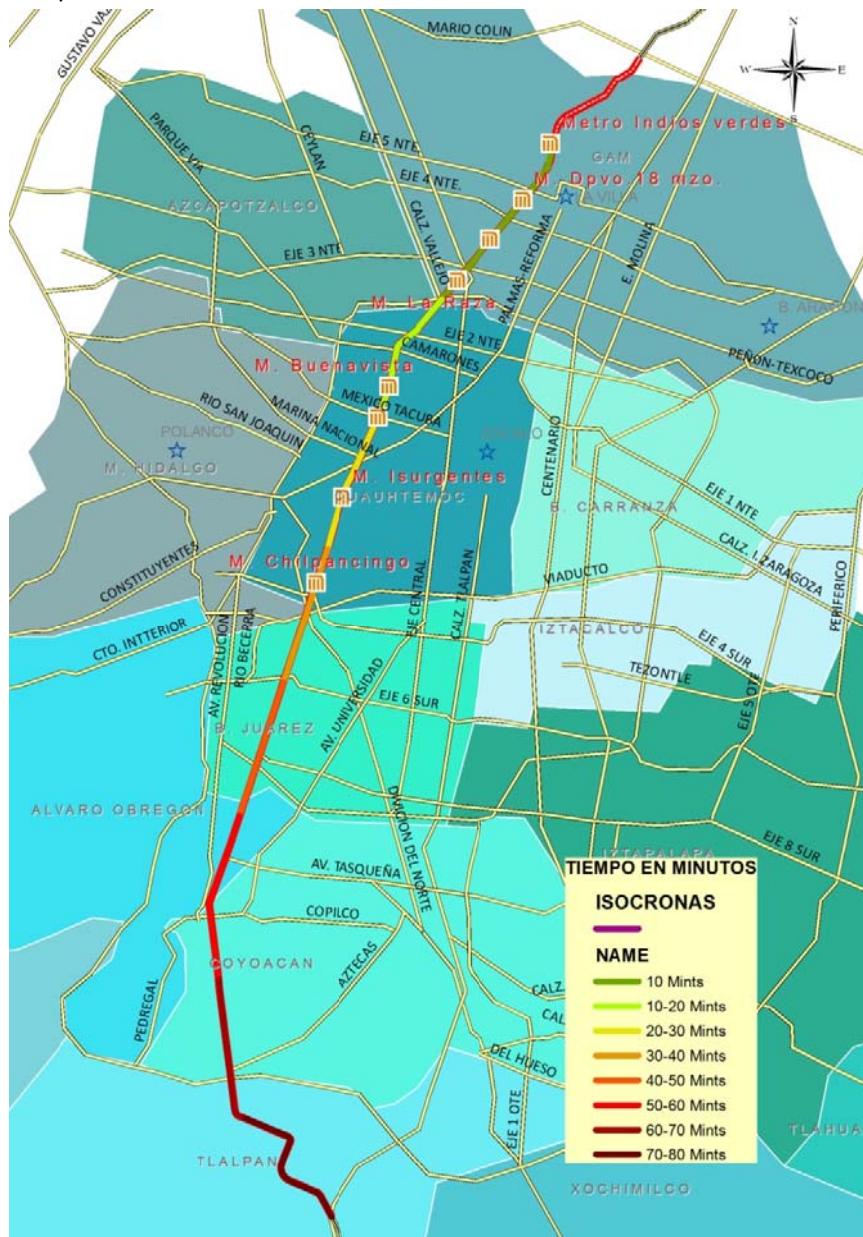 GUSTAVO VAZ
MARIO COLIN
N
W
E
S
Metro Indios verdes
GAM
PARQUE VIA
CEYLAN
EJE 5 NTE.
EJE 4 NTE.
M. Dpvo.18 mzo.
LA VILLA
AZCAPOTZALCO
CALZ. VALLEJO
EJE 3 NTE
E. MOLINA
PALMAS-REFORMA
M. La Raza
B. ARAGON
EJE 2 NTE
CAMARONES
PEÑON-TEXCOCO
M. Buenavista
MEXICO TACUBA
RIO SAN JOAQUIN
MARINA NACIONAL
POLANCO
M. HIDALGO
CENTENARIO
M. Isurgentes
CUAUHTEMOC
EJE 1 NTE
B. CARRANZA
CALZ. I. ZARAGOZA
CONSTITUYENTES
M. Chilpancingo
VIADUCTO
EJE CENTRAL
CALZ. TLALPAN
PERIFERICO
CTO. INTTERIOR
AV. REVOLUCION
RIO BECEPRA
IZTACALCO
EJE 4 SUR
TEZONTLE
EJE 5 OTE
AV. UNIVERSIDAD
EJE 6 SUR
B. JUAREZ
ALVARO OBREGON
DIVICION DEL NORTE
EJE 8 SUR
IZTAPALAPA
AV. TASQUEÑA
COPILCO
AZTECAS
COYOACAN
PEDREGAL
CALZ.
CAL
DEL HUESO
EJE 1 OTE
TLALPAN
TLAHUA
XOCHIMILCO
TIEMPO EN MINUTOS
ISOCRONAS
NAME
10 Mints
10-20 Mints
20-30 Mints
30-40 Mints
40-50 Mints
50-60 Mints
60-70 Mints
70-80 Mints